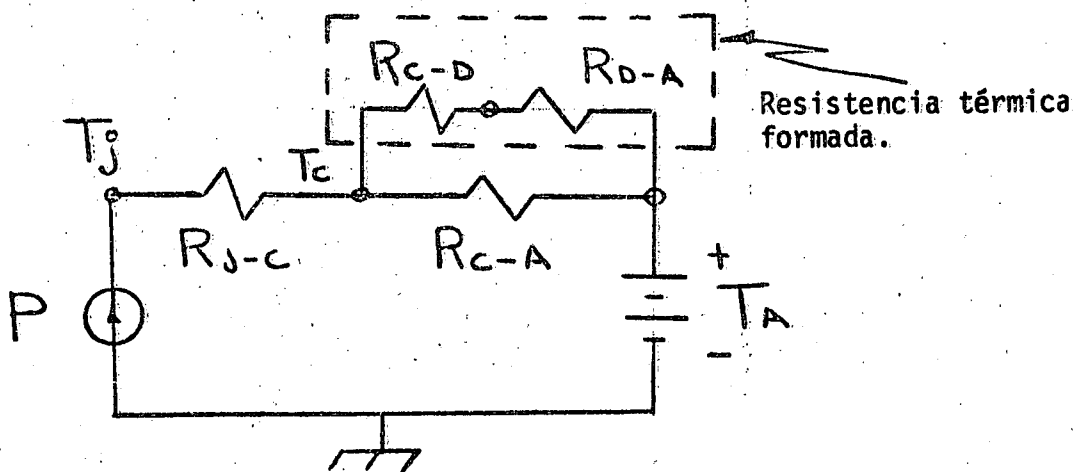 RC-D
RD-A
Resistencia térmica
formada.
Tj
Tc
RJ-C
RC-A
+
P
TA
-